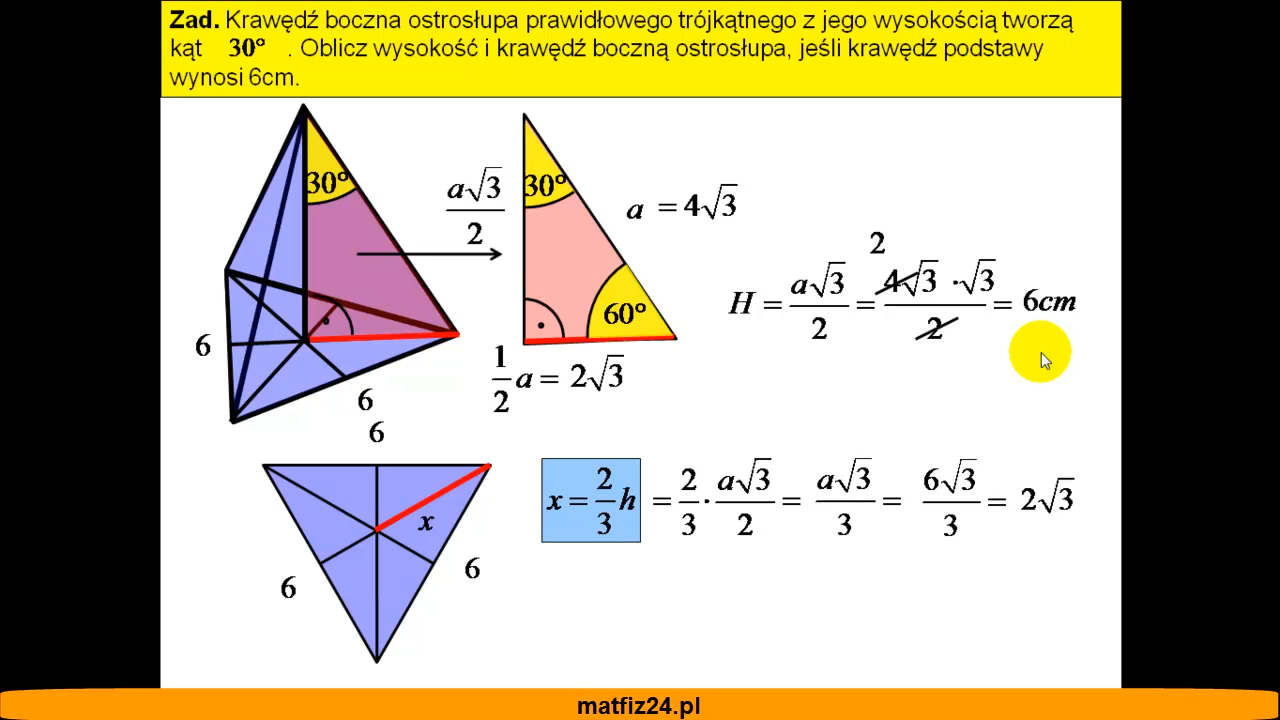 Zad. Krawędź boczna ostrosłupa prawidłowego trójkątnego z jego wysokością tworzą
kąt 30° . Oblicz wysokość i krawędź boczną ostrosłupa, jeśli krawędź podstawy
wynosi 6cm.
30°
a√3/2
30°
a = 4√3
60°
1/2 a = 2√3
2
H = a√3/2 = 4√3 · √3/2 = 6cm
6
6
6
x
6
6
x = 2/3 h = 2/3 · a√3/2 = a√3/3 = 6√3/3 = 2√3
matfiz24.pl